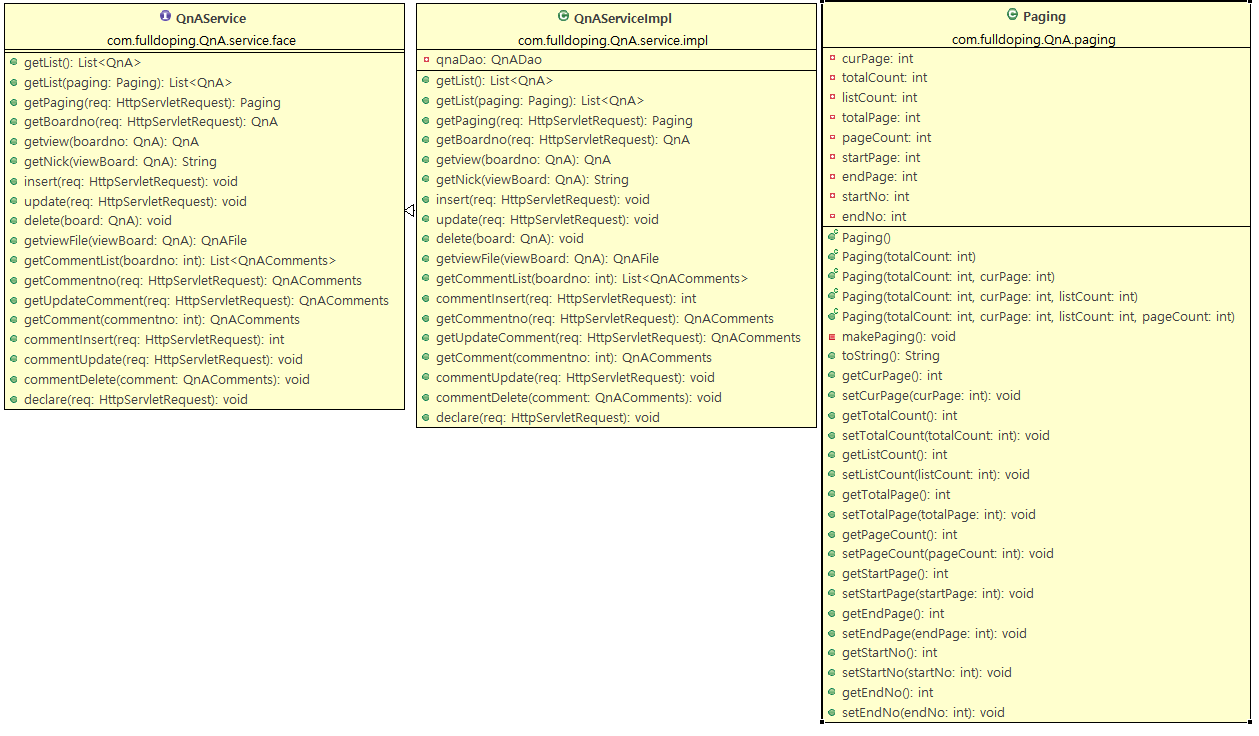 QnAService
com.fulldoping.QnA.service.face
getList(): List<QnA>
getList(paging: Paging): List<QnA>
getPaging(req: HttpServletRequest): Paging
getBoardno(req: HttpServletRequest): QnA
getview(boardno: QnA): QnA
getNick(viewBoard: QnA): String
insert(req: HttpServletRequest): void
update(req: HttpServletRequest): void
delete(board: QnA): void
getviewFile(viewBoard: QnA): QnAFile
getCommentList(boardno: int): List<QnAComments>
getCommentno(req: HttpServletRequest): QnAComments
getUpdateComment(req: HttpServletRequest): QnAComments
getComment(commentno: int): QnAComments
commentInsert(req: HttpServletRequest): int
commentUpdate(req: HttpServletRequest): void
commentDelete(comment: QnAComments): void
declare(req: HttpServletRequest): void
QnAServiceImpl
com.fulldoping.QnA.service.impl
qnaDao: QnADao
getList(): List<QnA>
getList(paging: Paging): List<QnA>
getPaging(req: HttpServletRequest): Paging
getBoardno(req: HttpServletRequest): QnA
getview(boardno: QnA): QnA
getNick(viewBoard: QnA): String
insert(req: HttpServletRequest): void
update(req: HttpServletRequest): void
delete(board: QnA): void
getviewFile(viewBoard: QnA): QnAFile
getCommentList(boardno: int): List<QnAComments>
commentInsert(req: HttpServletRequest): int
getCommentno(req: HttpServletRequest): QnAComments
getUpdateComment(req: HttpServletRequest): QnAComments
getComment(commentno: int): QnAComments
commentUpdate(req: HttpServletRequest): void
commentDelete(comment: QnAComments): void
declare(req: HttpServletRequest): void
Paging
com.fulldoping.QnA.paging
curPage: int
totalCount: int
listCount: int
totalPage: int
pageCount: int
startPage: int
endPage: int
startNo: int
endNo: int
Paging()
Paging(totalCount: int)
Paging(totalCount: int, curPage: int)
Paging(totalCount: int, curPage: int, listCount: int)
Paging(totalCount: int, curPage: int, listCount: int, pageCount: int)
makePaging(): void
toString(): String
getCurPage(): int
setCurPage(curPage: int): void
getTotalCount(): int
setTotalCount(totalCount: int): void
getListCount(): int
setListCount(listCount: int): void
getTotalPage(): int
setTotalPage(totalPage: int): void
getPageCount(): int
setPageCount(pageCount: int): void
getStartPage(): int
setStartPage(startPage: int): void
getEndPage(): int
setEndPage(endPage: int): void
getStartNo(): int
setStartNo(startNo: int): void
getEndNo(): int
setEndNo(endNo: int): void